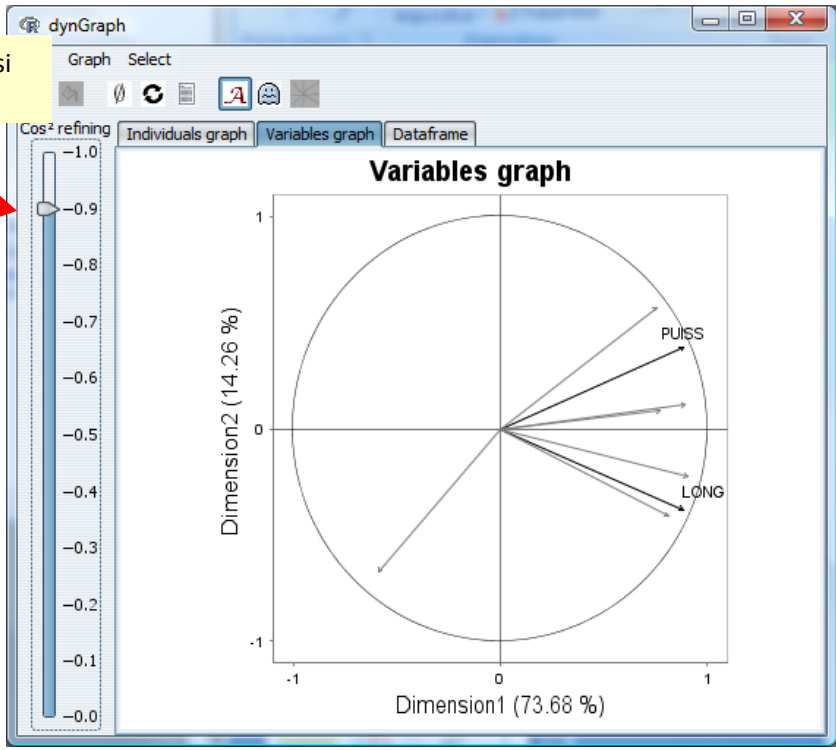 dynGraph
si
Graph Select
A
Cos² refining
Individuals graph Variables graph Dataframe
Variables graph
−1.0
−0.9
−0.8
−0.7
−0.6
−0.5
−0.4
−0.3
−0.2
−0.1
−0.0
Dimension2 (14.26 %)
1
0
-1
PUISS
LONG
-1 0 1
Dimension1 (73.68 %)